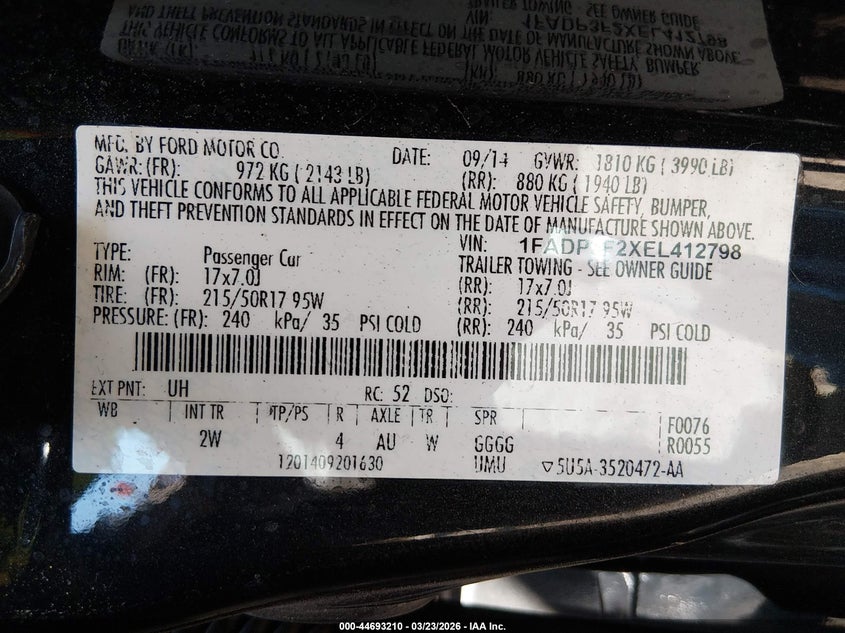 MFD. BY FORD MOTOR CO. DATE: 09/14 GVWR: 1810 KG ( 3990 LB)
GAWR: (FR): 972 KG ( 2143 LB) (RR): 880 KG ( 1940 LB)
THIS VEHICLE CONFORMS TO ALL APPLICABLE FEDERAL MOTOR VEHICLE SAFETY, BUMPER,
AND THEFT PREVENTION STANDARDS IN EFFECT ON THE DATE OF MANUFACTURE SHOWN ABOVE.
VIN:
TYPE: Passenger Car TRAILER TOWING - SEE OWNER GUIDE
RIM: (FR): 17x7.0J (RR): 17x7.0J
TIRE: (FR): 215/50R17 95W (RR): 215/50R17 95W
PRESSURE: (FR): 240 kPa/ 35 PSI COLD (RR): 240 kPa/ 35 PSI COLD
EXT PNT: UH RC: 52 DSO:
WB INT TR TP/PS R AXLE TR SPR F0076
2W 4 AU W GGGG R0055
1201409201630 UMU ▽5U5A-3520472-AA
000-44693210 - 03/23/2026 - IAA Inc.